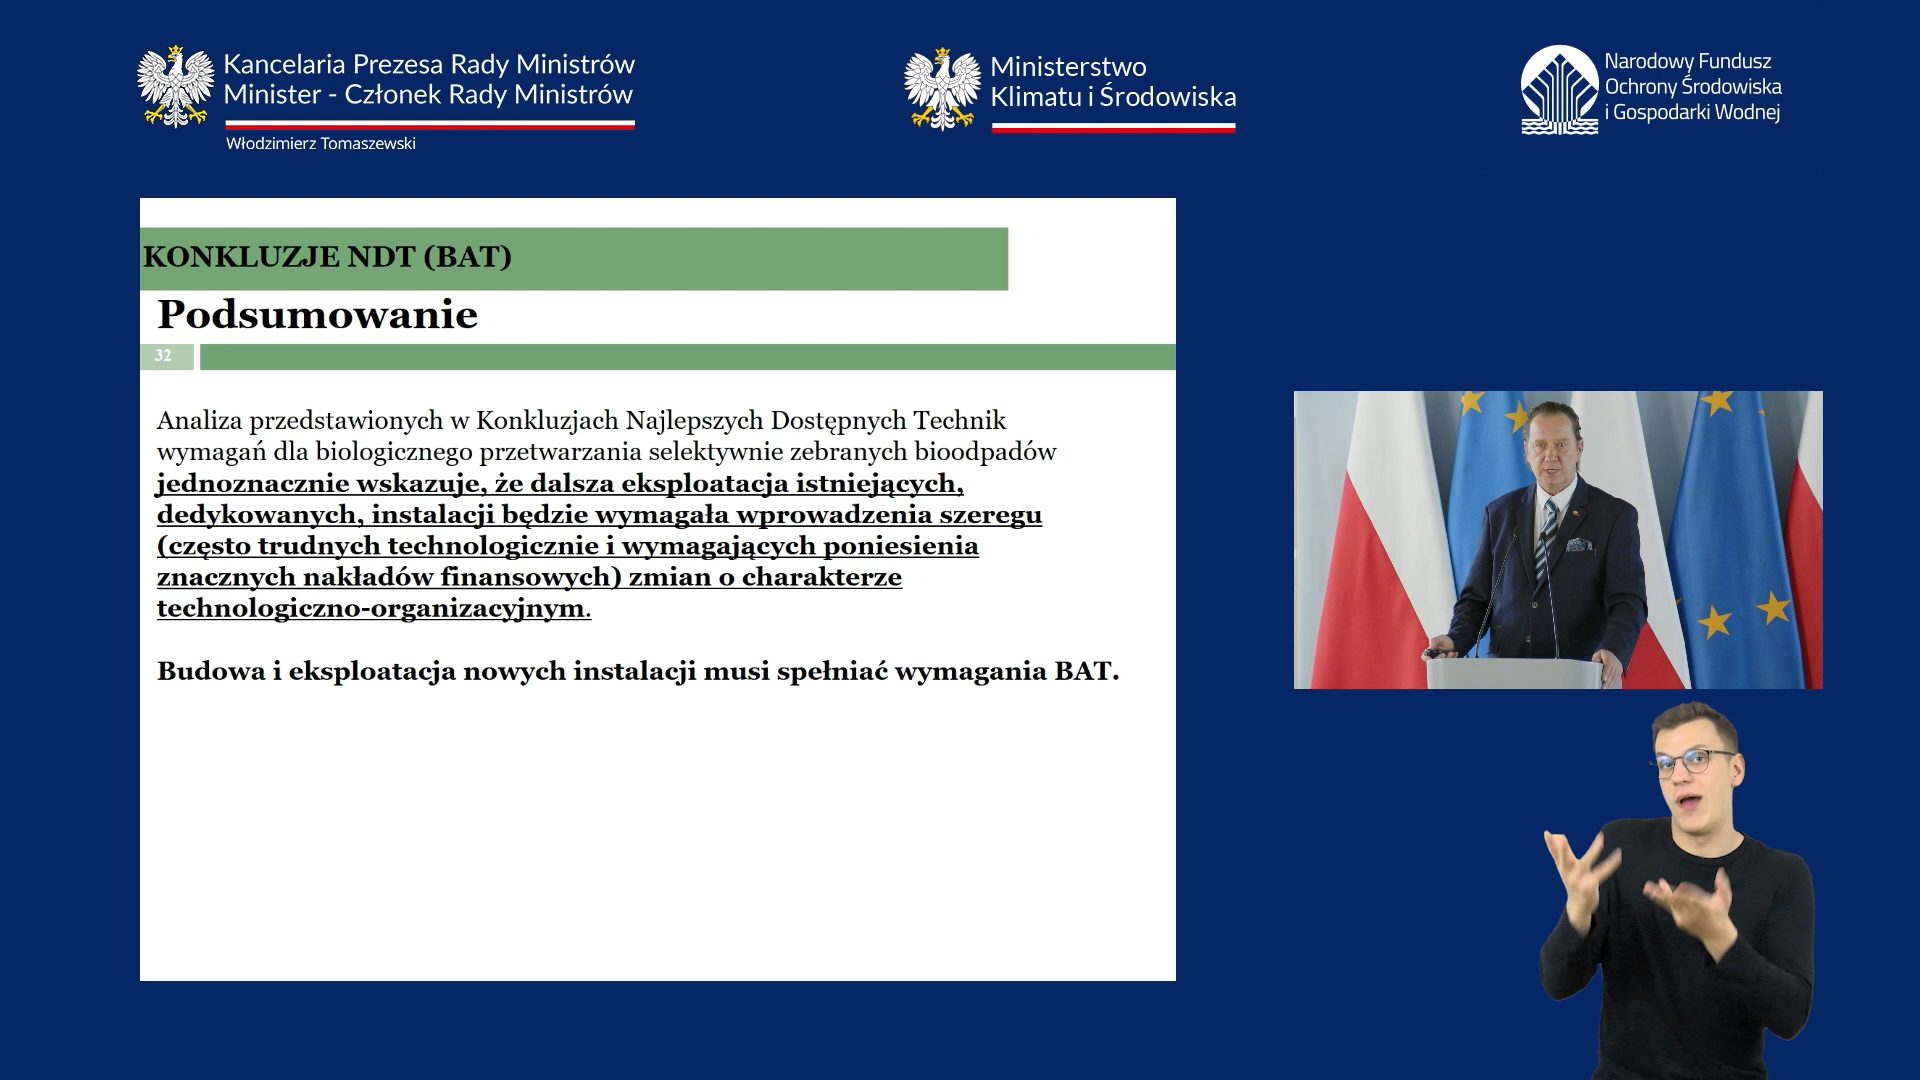 Kancelaria Prezesa Rady Ministrów
Minister - Członek Rady Ministrów
Włodzimierz Tomaszewski
Ministerstwo
Klimatu i Środowiska
Narodowy Fundusz
Ochrony Środowiska
i Gospodarki Wodnej
KONKLUZJE NDT (BAT)
Podsumowanie
32
Analiza przedstawionych w Konkluzjach Najlepszych Dostępnych Technik
wymagań dla biologicznego przetwarzania selektywnie zebranych bioodpadów
jednoznacznie wskazuje, że dalsza eksploatacja istniejących,
dedykowanych, instalacji będzie wymagała wprowadzenia szeregu
(często trudnych technologicznie i wymagających poniesienia
znacznych nakładów finansowych) zmian o charakterze
technologiczno-organizacyjnym.
Budowa i eksploatacja nowych instalacji musi spełniać wymagania BAT.